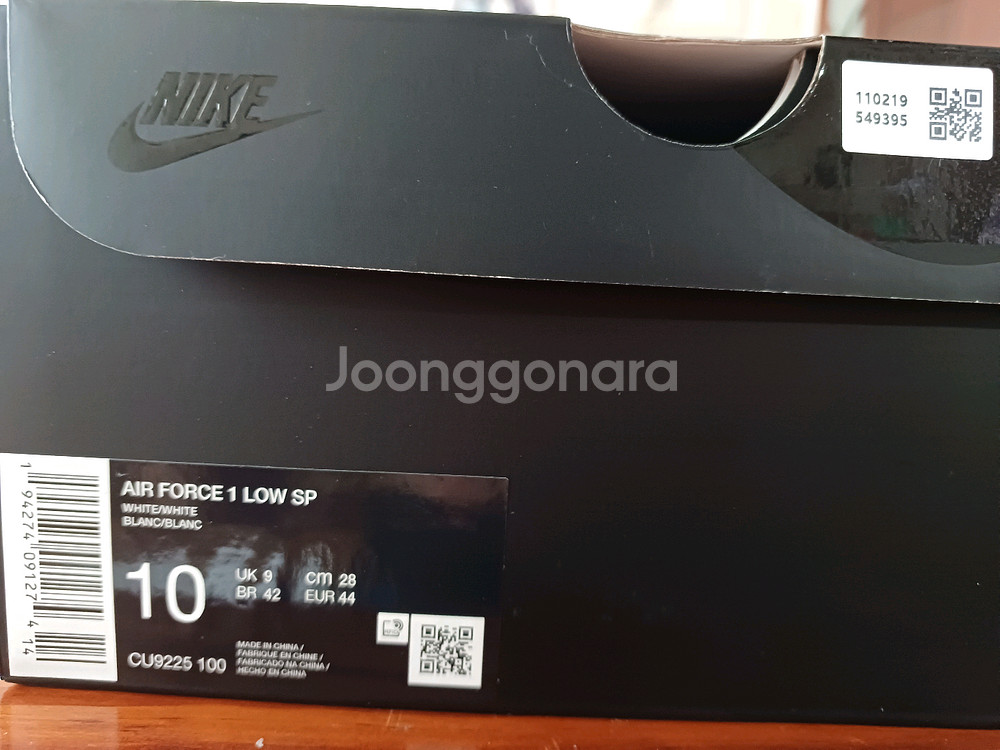 NIKE
110219
549395
Joonggonara
AIR FORCE 1 LOW SP
WHITE/WHITE
BLANC/BLANC
10
UK 9
cm 28
BR 42
EUR 44
CU9225 100
MADE IN CHINA /
FABRIQUE EN CHINE /
FABRICADO NA CHINA /
HECHO EN CHINA
1 94274 09127 4 14